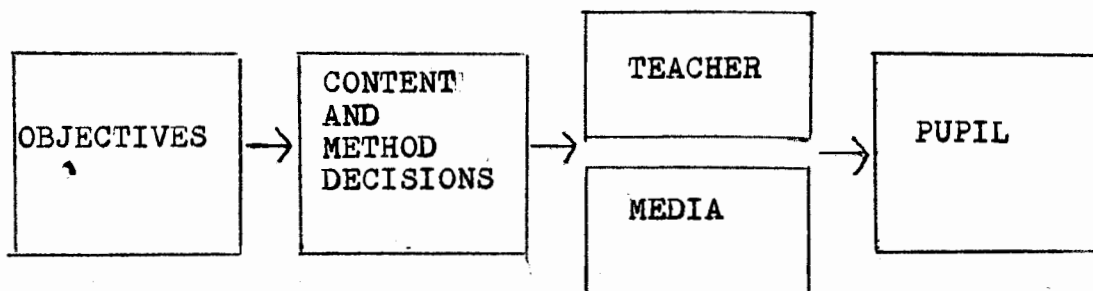 OBJECTIVES
CONTENT
AND
METHOD
DECISIONS
TEACHER
MEDIA
PUPIL